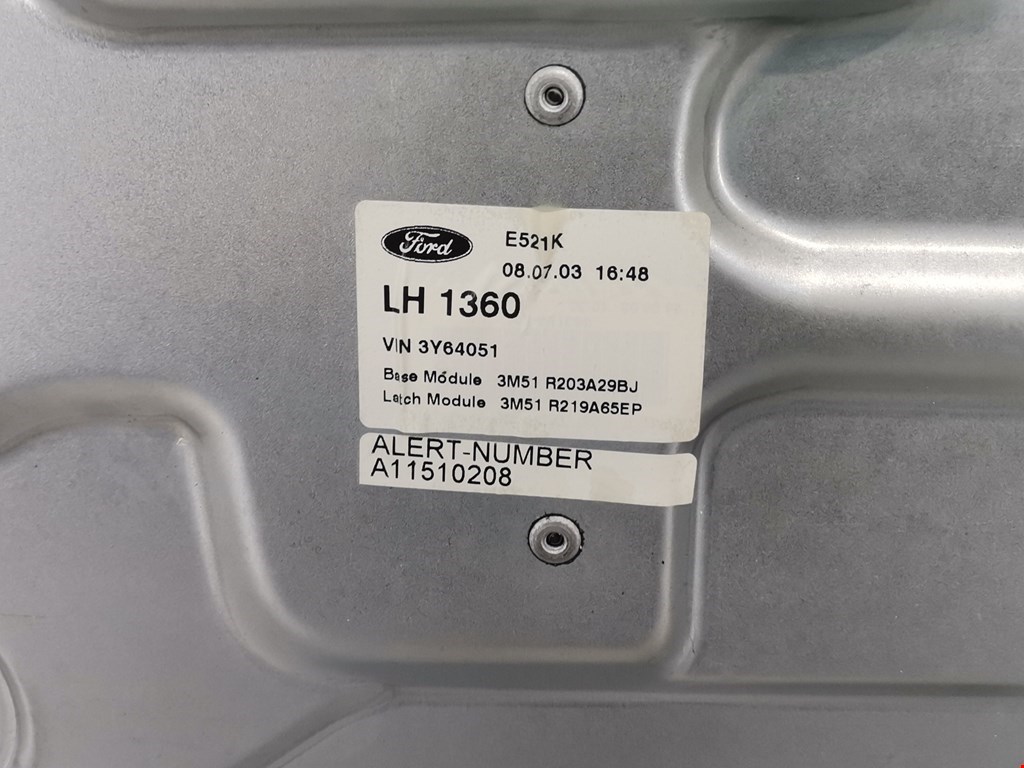 Ford
E521K
08.07.03 16:48
LH 1360
VIN 3Y64051
Base Module 3M51 R203A29BJ
Latch Module 3M51 R219A65EP
ALERT-NUMBER
A11510208